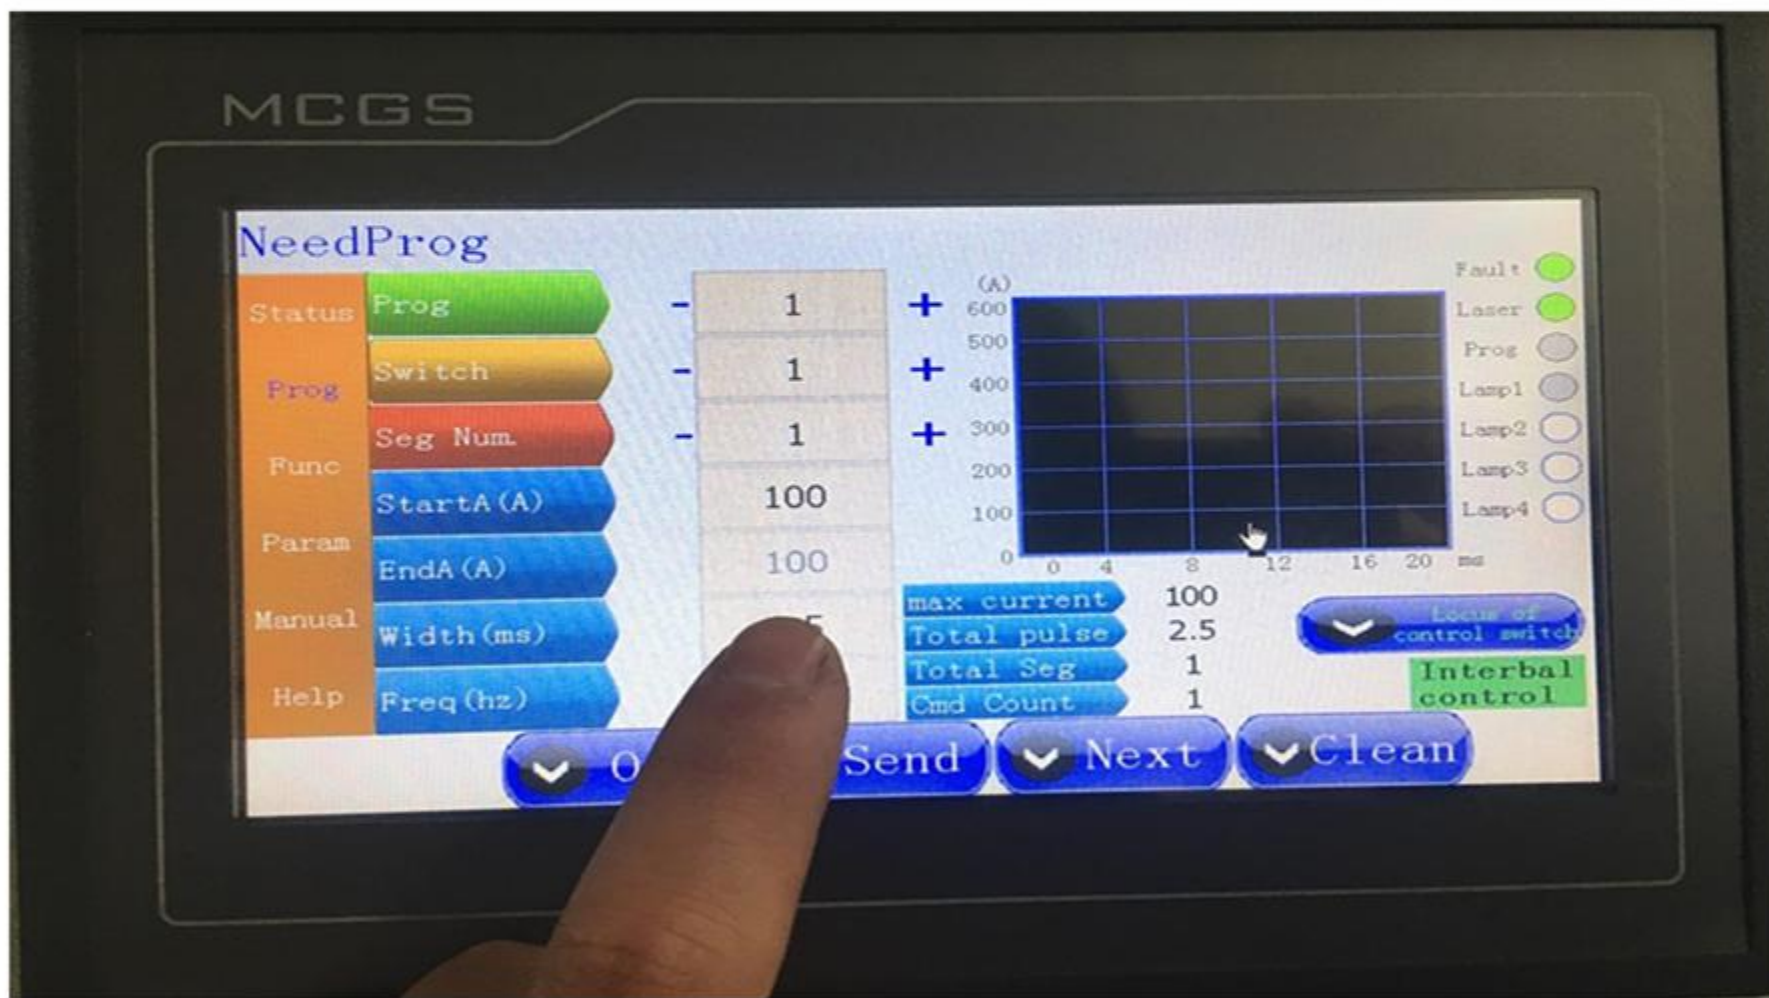 MCGS
NeedProg
Status
Prog
Func
Param
Manual
Help
Prog - 1 +
Switch - 1 +
Seg Num. - 1 +
StartA(A) 100
EndA(A) 100
Width(ms) 5
Freq(hz)
(A)
600
500
400
300
200
100
0
0 4 8 12 16 20 ms
Fault
Laser
Prog
Lamp1
Lamp2
Lamp3
Lamp4
max current 100
Total pulse 2.5
Total Seg 1
Cmd Count 1
Locus of
control switch
Interbal
control
Send Next Clean